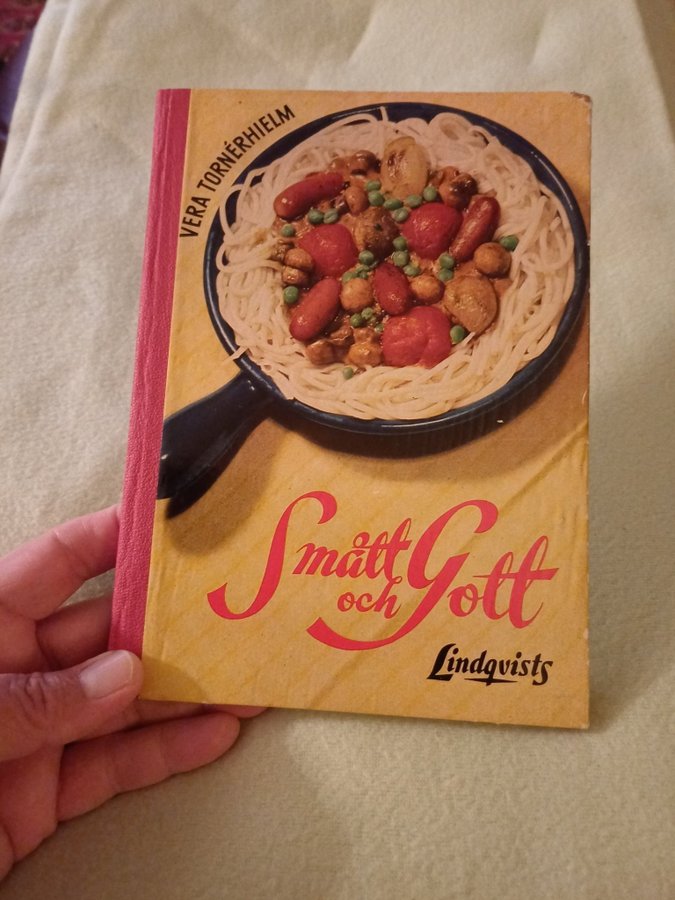 VERA TORNÉRHIELM
Smått
och Gott
Lindqvists